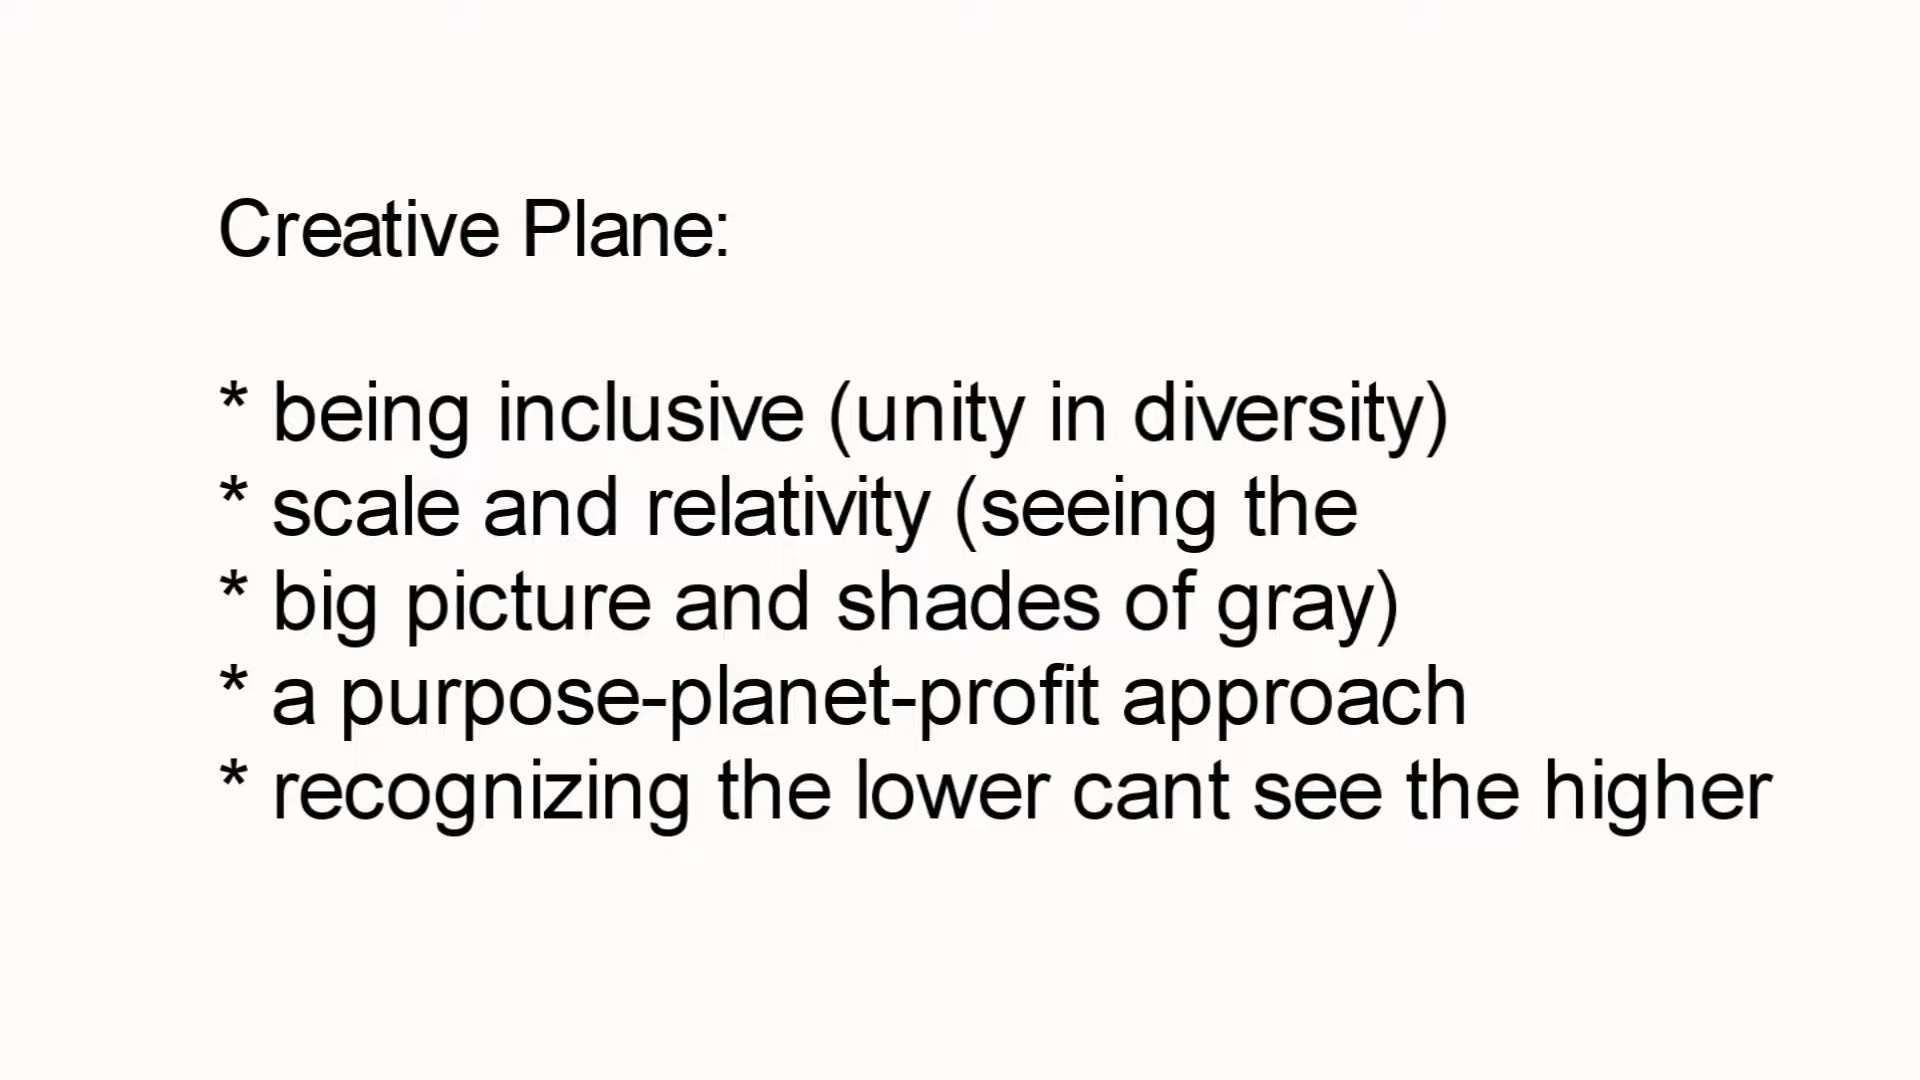 Creative Plane:
* being inclusive (unity in diversity)
* scale and relativity (seeing the
* big picture and shades of gray)
* a purpose-planet-profit approach
* recognizing the lower cant see the higher